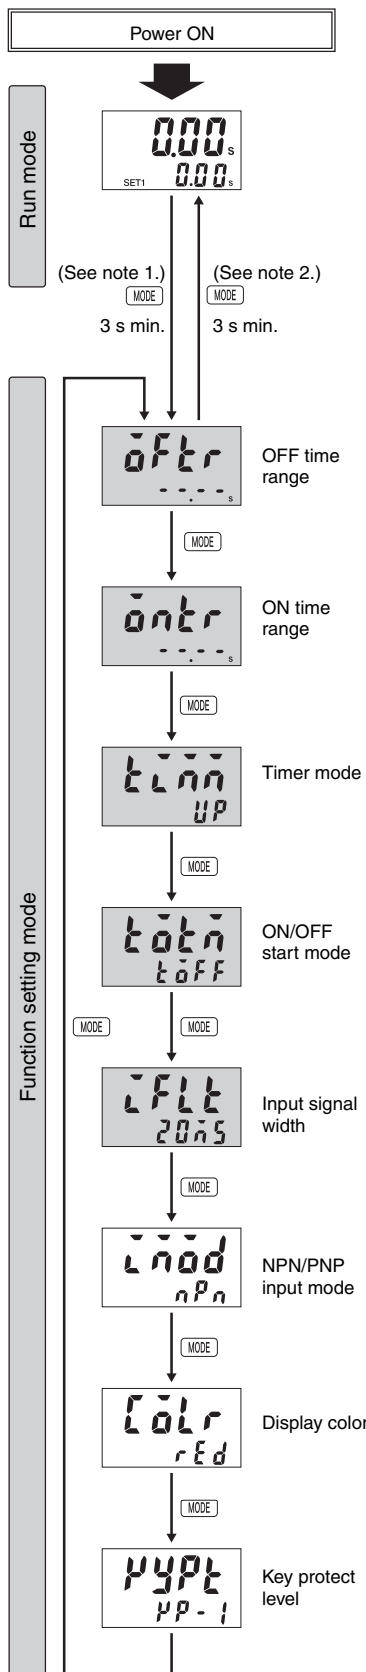 Power ON
Run mode
0.00 s
SET1 0.00 s
(See note 1.) (See note 2.)
MODE MODE
3 s min. 3 s min.
Function setting mode
oFtr
--.-- s
OFF time
range
MODE
ontr
--.-- s
ON time
range
MODE
timm
UP
Timer mode
MODE
totm
toFF
ON/OFF
start mode
MODE MODE
iFLt
20ms
Input signal
width
MODE
imod
nPn
NPN/PNP
input mode
MODE
CoLr
rEd
Display color
MODE
KyPt
KP-1
Key protect
level